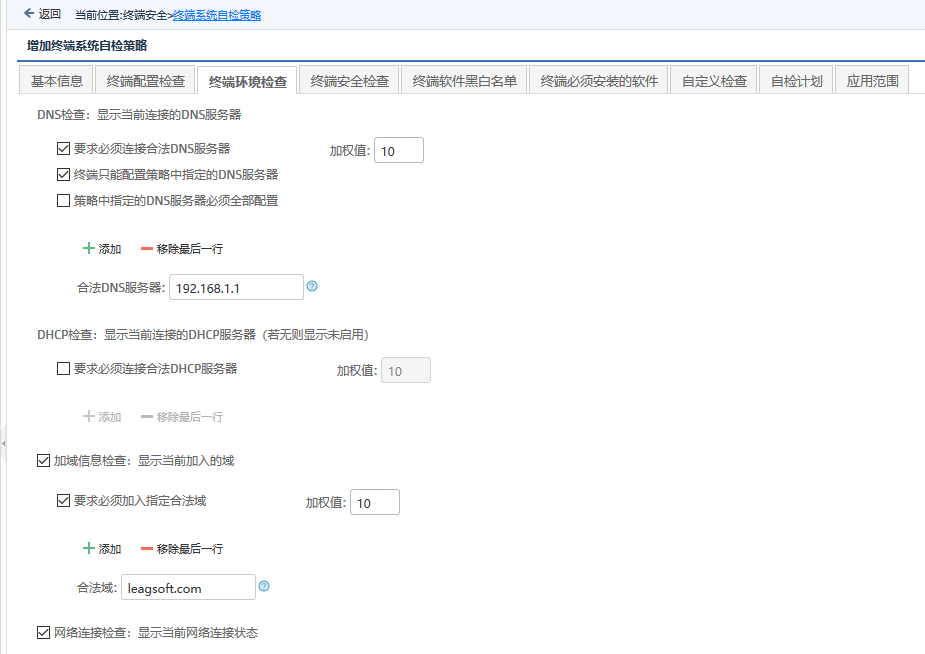 返回 当前位置:终端安全>终端系统自检策略
增加终端系统自检策略
基本信息 终端配置检查 终端环境检查 终端安全检查 终端软件黑白名单 终端必须安装的软件 自定义检查 自检计划 应用范围
DNS检查：显示当前连接的DNS服务器
要求必须连接合法DNS服务器 加权值: 10
终端只能配置策略中指定的DNS服务器
策略中指定的DNS服务器必须全部配置
添加 移除最后一行
合法DNS服务器: 192.168.1.1
DHCP检查：显示当前连接的DHCP服务器（若无则显示未启用）
要求必须连接合法DHCP服务器 加权值: 10
添加 移除最后一行
加域信息检查：显示当前加入的域
要求必须加入指定合法域 加权值: 10
添加 移除最后一行
合法域: leagsoft.com
网络连接检查：显示当前网络连接状态